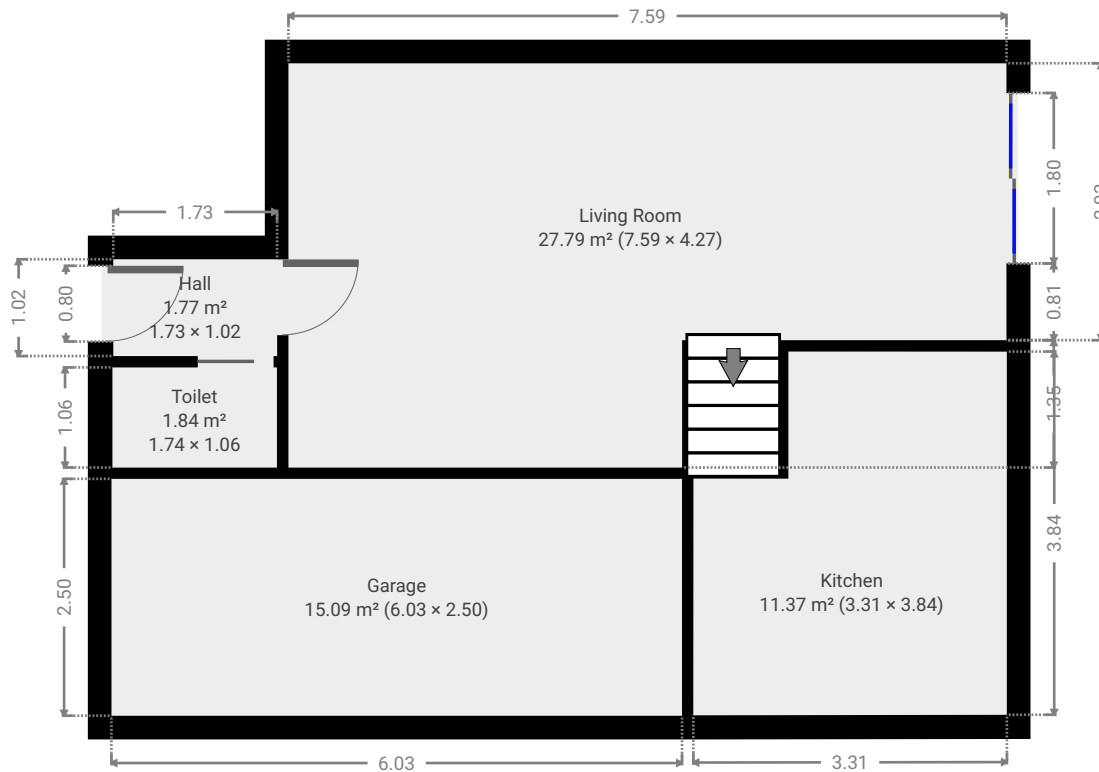 7.59
1.73
1.80
Living Room
27.79 m² (7.59 × 4.27)
1.02
0.80
Hall
1.77 m²
1.73 × 1.02
0.81
1.35
1.06
Toilet
1.84 m²
1.74 × 1.06
3.84
2.50
Garage
15.09 m² (6.03 × 2.50)
Kitchen
11.37 m² (3.31 × 3.84)
6.03
3.31